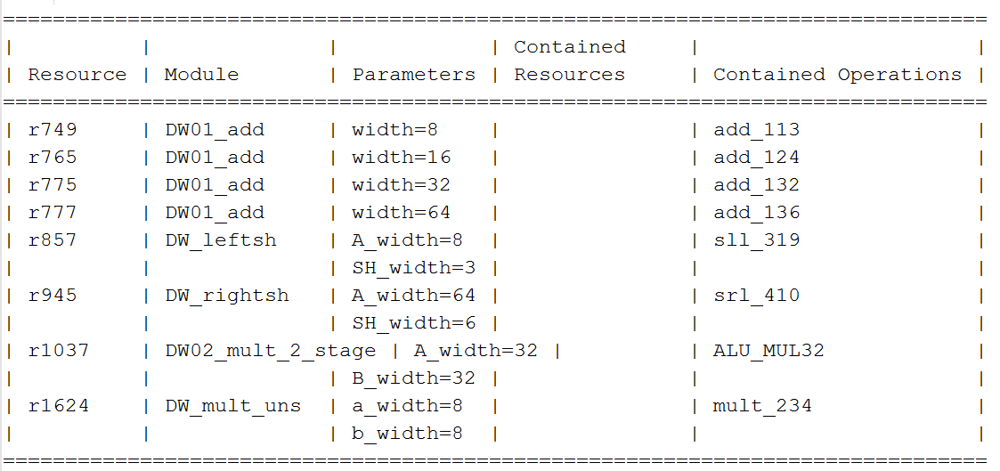 ===============================================================================
|          |              |            | Contained     |                      |
| Resource | Module       | Parameters | Resources     | Contained Operations |
===============================================================================
| r749     | DW01_add     | width=8    |               | add_113              |
| r765     | DW01_add     | width=16   |               | add_124              |
| r775     | DW01_add     | width=32   |               | add_132              |
| r777     | DW01_add     | width=64   |               | add_136              |
| r857     | DW_leftsh    | A_width=8  |               | sll_319              |
|          |              | SH_width=3 |               |                      |
| r945     | DW_rightsh   | A_width=64 |               | srl_410              |
|          |              | SH_width=6 |               |                      |
| r1037    | DW02_mult_2_stage | A_width=32 |          | ALU_MUL32            |
|          |              | B_width=32 |               |                      |
| r1624    | DW_mult_uns  | a_width=8  |               | mult_234             |
|          |              | b_width=8  |               |                      |
===============================================================================